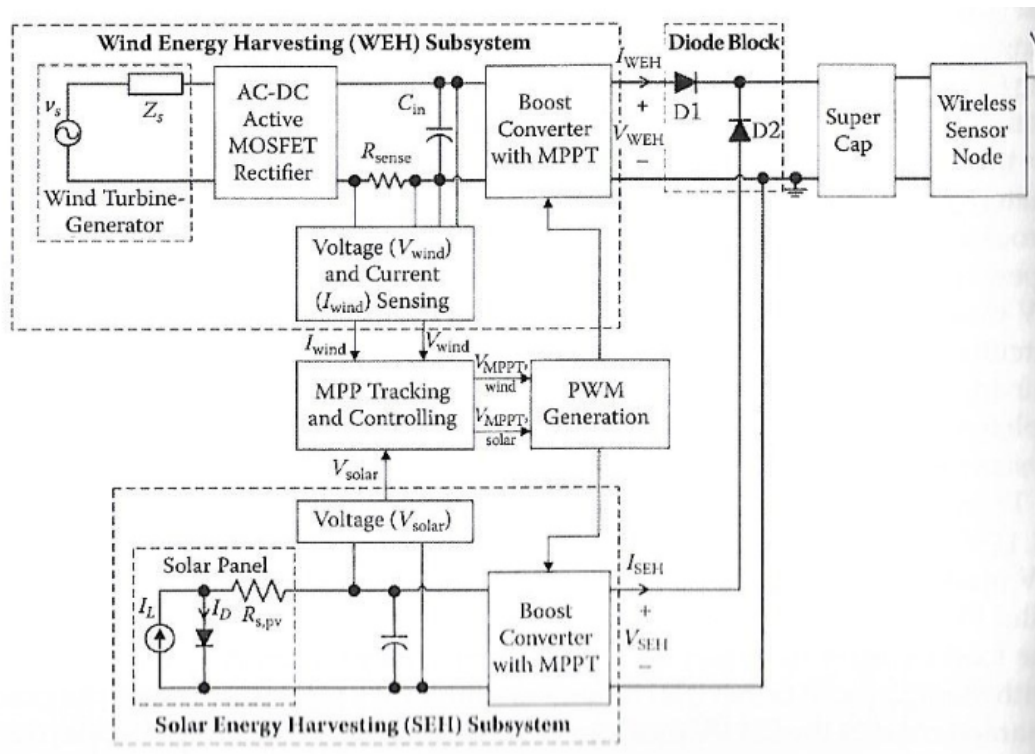 Wind Energy Harvesting (WEH) Subsystem
Diode Block
I_WEH
v_s
Z_s
AC-DC
Active
MOSFET
Rectifier
C_in
R_sense
Boost
Converter
with MPPT
+
V_WEH
−
D1
D2
Super
Cap
Wireless
Sensor
Node
Wind Turbine-
Generator
Voltage (V_wind)
and Current
(I_wind) Sensing
I_wind
V_wind
MPP Tracking
and Controlling
V_MPPT,
wind
V_MPPT,
solar
PWM
Generation
V_solar
Voltage (V_solar)
Solar Panel
I_L
I_D
R_s,pv
Boost
Converter
with MPPT
I_SEH
+
V_SEH
−
Solar Energy Harvesting (SEH) Subsystem